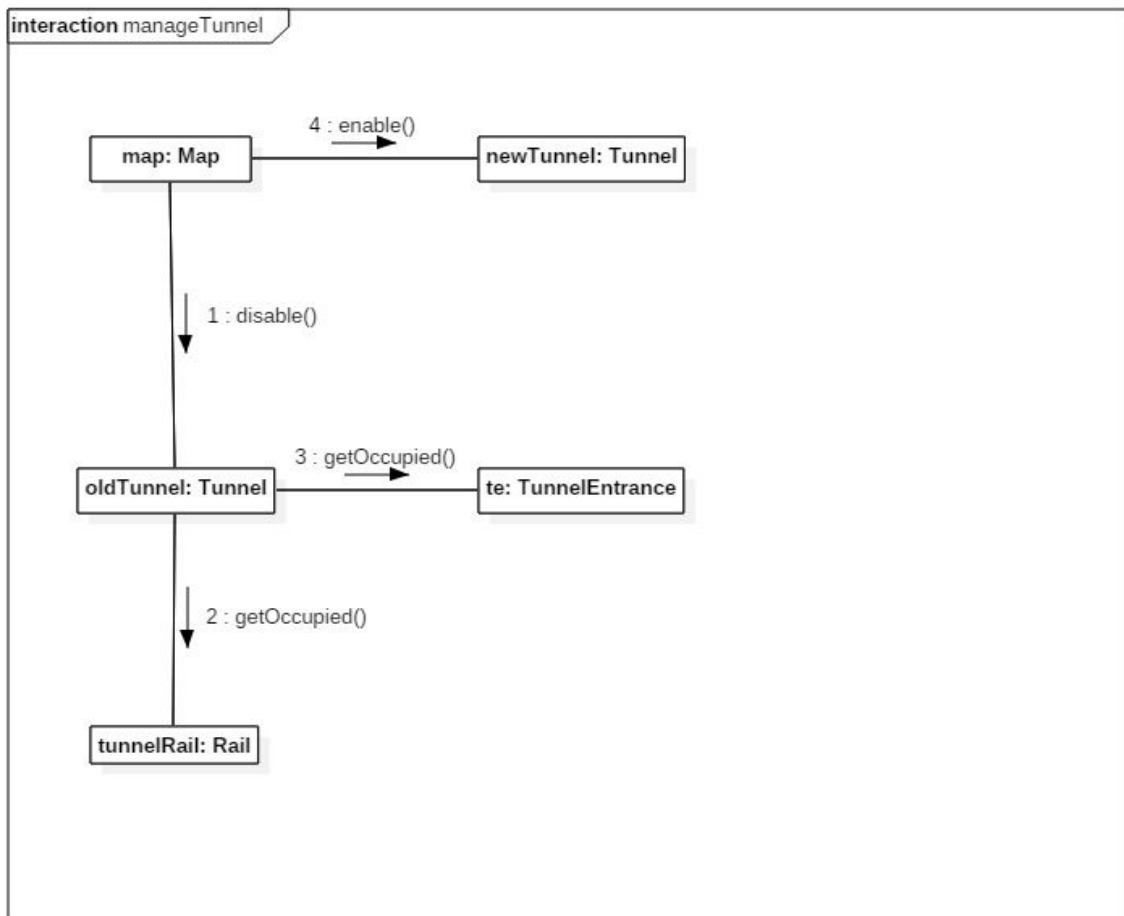 interaction manageTunnel
4 : enable()
map: Map
newTunnel: Tunnel
1 : disable()
3 : getOccupied()
oldTunnel: Tunnel
te: TunnelEntrance
2 : getOccupied()
tunnelRail: Rail